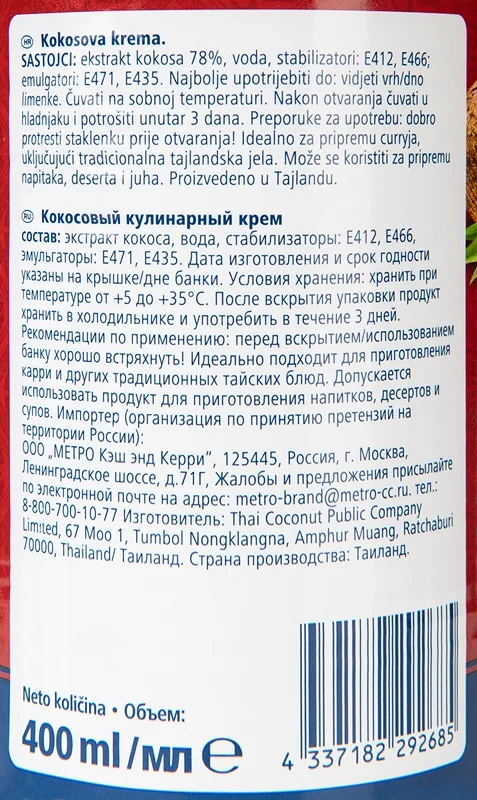 HR Kokosova krema.
SASTOJCI: ekstrakt kokosa 78%, voda, stabilizatori: E412, E466;
emulgatori: E471, E435. Najbolje upotrijebiti do: vidjeti vrh/dno
limenke. Čuvati na sobnoj temperaturi. Nakon otvaranja čuvati u
hladnjaku i potrošiti unutar 3 dana. Preporuke za upotrebu: dobro
protresti staklenku prije otvaranja! Idealno za pripremu curryja,
uključujući tradicionalna tajlandska jela. Može se koristiti za pripremu
napitaka, deserta i juha. Proizvedeno u Tajlandu.
RU Кокосовый кулинарный крем
состав: экстракт кокоса, вода, стабилизаторы: E412, E466,
эмульгаторы: E471, E435. Дата изготовления и срок годности
указаны на крышке/дне банки. Условия хранения: хранить при
температуре от +5 до +35°C. После вскрытия упаковки продукт
хранить в холодильнике и употребить в течение 3 дней.
Рекомендации по применению: перед вскрытием/использованием
банку хорошо встряхнуть! Идеально подходит для приготовления
карри и других традиционных тайских блюд. Допускается
использовать продукт для приготовления напитков, десертов и
супов. Импортер (организация по принятию претензий на
территории России):
ООО „МЕТРО Кэш энд Керри“, 125445, Россия, г. Москва,
Ленинградское шоссе, д.71Г, Жалобы и предложения присылайте
по электронной почте на адрес: metro-brand@metro-cc.ru. тел.:
8-800-700-10-77 Изготовитель: Thai Coconut Public Company
Limited, 67 Moo 1, Tumbol Nongklangna, Amphur Muang, Ratchaburi
70000, Thailand/ Таиланд. Страна производства: Таиланд.
Neto količina • Объем:
400 ml / мл ℮
4 337182 292685